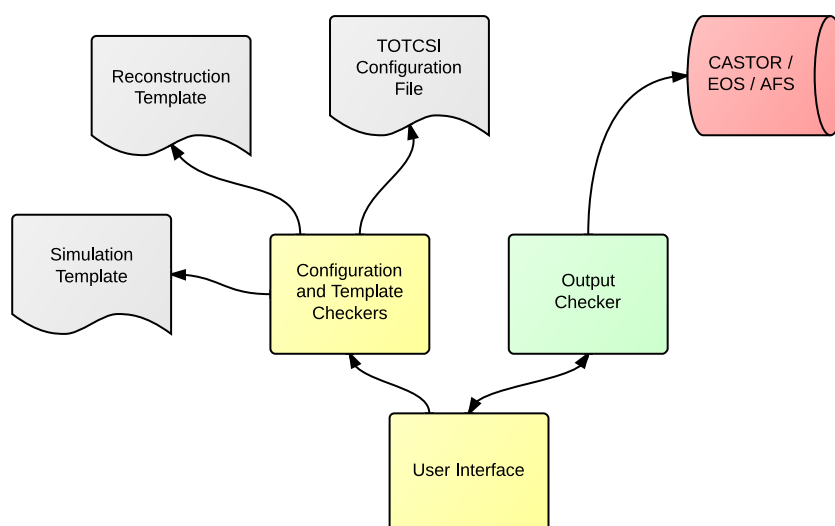 TOTCSI
Configuration
File
Reconstruction
Template
CASTOR /
EOS / AFS
Simulation
Template
Configuration
and Template
Checkers
Output
Checker
User Interface